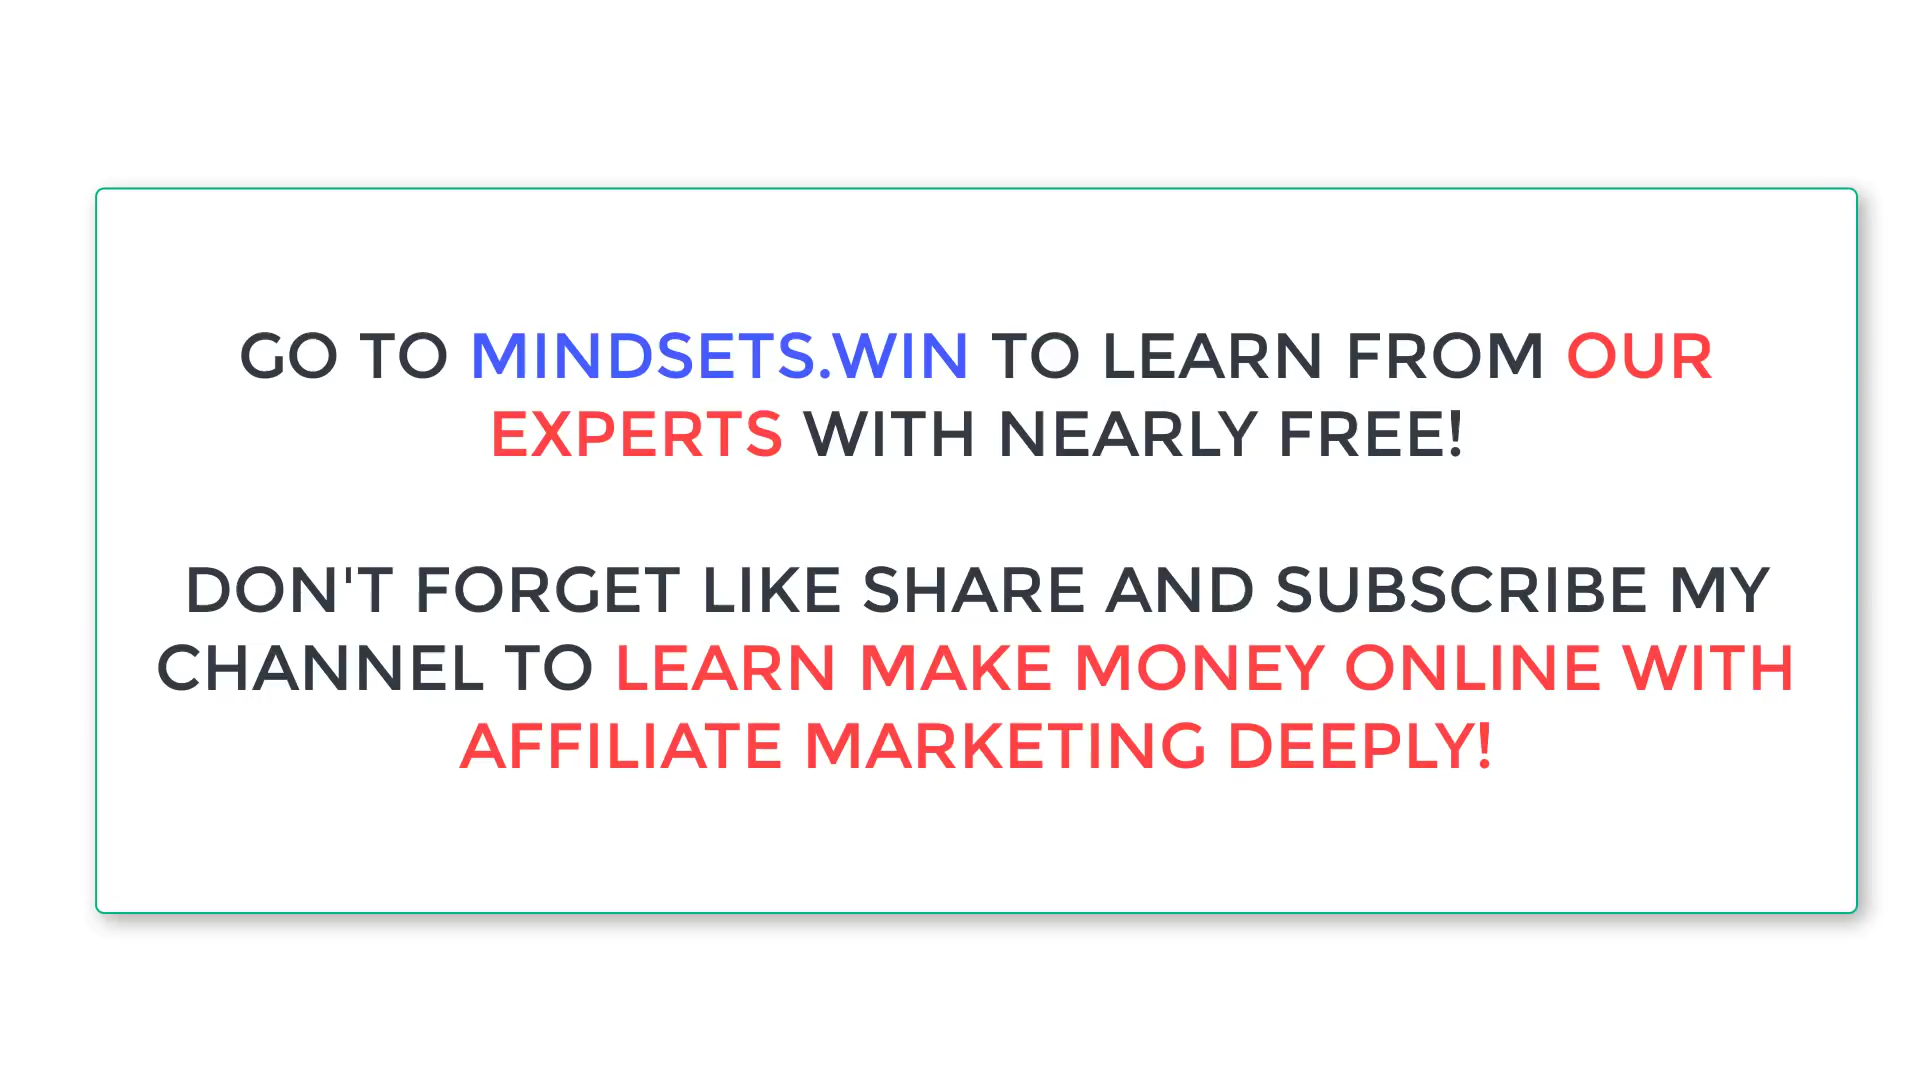 GO TO MINDSETS.WIN TO LEARN FROM OUR
EXPERTS WITH NEARLY FREE!
DON'T FORGET LIKE SHARE AND SUBSCRIBE MY
CHANNEL TO LEARN MAKE MONEY ONLINE WITH
AFFILIATE MARKETING DEEPLY!